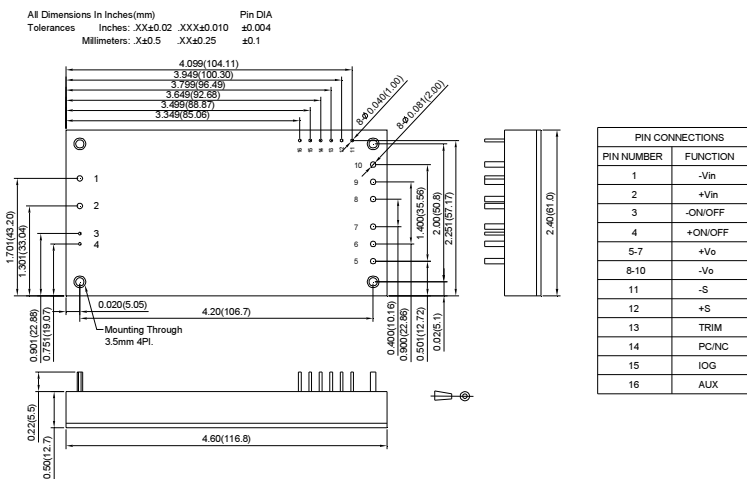 All Dimensions In Inches(mm) Pin DIA
Tolerances Inches: .XX±0.02 .XXX±0.010 ±0.004
Millimeters: .X±0.5 .XX±0.25 ±0.1
4.099(104.11)
3.949(100.30)
3.799(96.49)
3.649(92.68)
3.499(88.87)
3.349(85.06)
8-Ø0.040(1.00)
8-Ø0.081(2.00)
16 15 14 13 12 11
10
9
8
7
6
5
1
2
3
4
1.701(43.20)
1.301(33.04)
0.901(22.88)
0.751(19.07)
0.020(5.05)
4.20(106.7)
Mounting Through
3.5mm 4PI.
1.400(35.56)
2.00(50.8)
2.251(57.17)
0.400(10.16)
0.900(22.86)
0.501(12.72)
0.02(5.1)
2.40(61.0)
0.22(5.5)
0.50(12.7)
4.60(116.8)
PIN CONNECTIONS
PIN NUMBER FUNCTION
1 -Vin
2 +Vin
3 -ON/OFF
4 +ON/OFF
5-7 +Vo
8-10 -Vo
11 -S
12 +S
13 TRIM
14 PC/NC
15 IOG
16 AUX